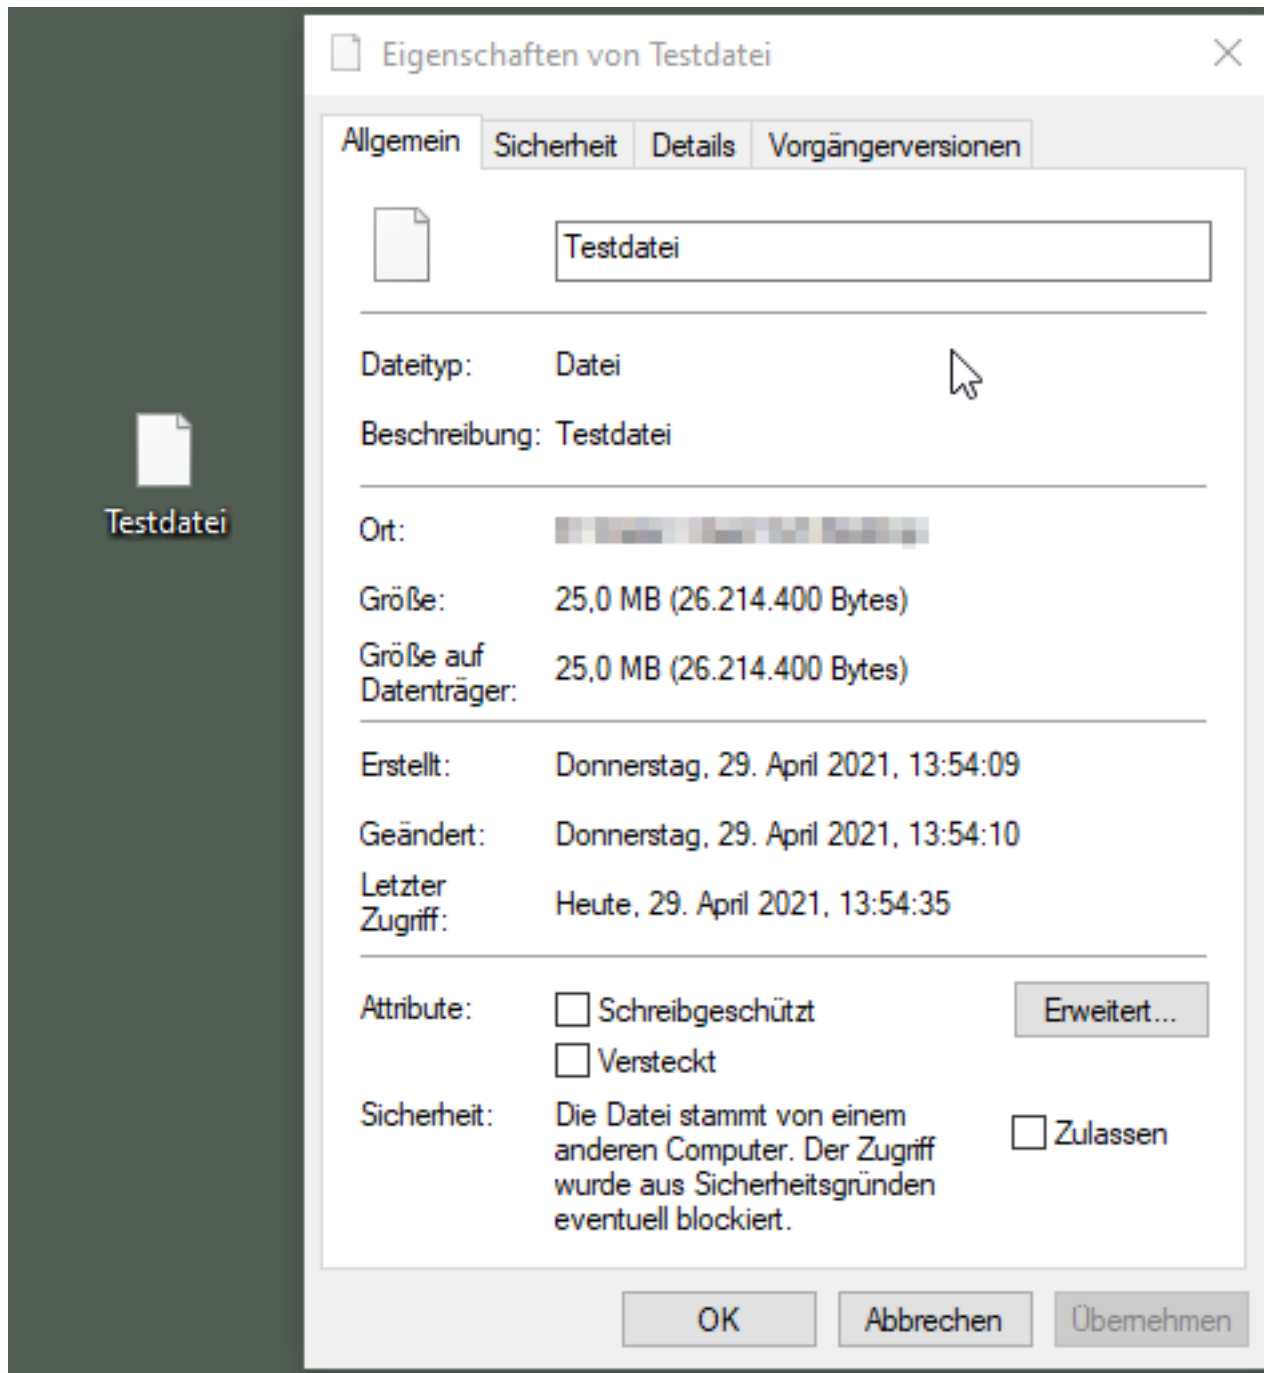 Eigenschaften von Testdatei
Allgemein Sicherheit Details Vorgängerversionen
Testdatei
Dateityp: Datei
Beschreibung: Testdatei
Testdatei
Ort:
Größe: 25,0 MB (26.214.400 Bytes)
Größe auf
Datenträger: 25,0 MB (26.214.400 Bytes)
Erstellt: Donnerstag, 29. April 2021, 13:54:09
Geändert: Donnerstag, 29. April 2021, 13:54:10
Letzter
Zugriff: Heute, 29. April 2021, 13:54:35
Attribute: Schreibgeschützt Erweitert...
Versteckt
Sicherheit: Die Datei stammt von einem
anderen Computer. Der Zugriff Zulassen
wurde aus Sicherheitsgründen
eventuell blockiert.
OK Abbrechen Übernehmen